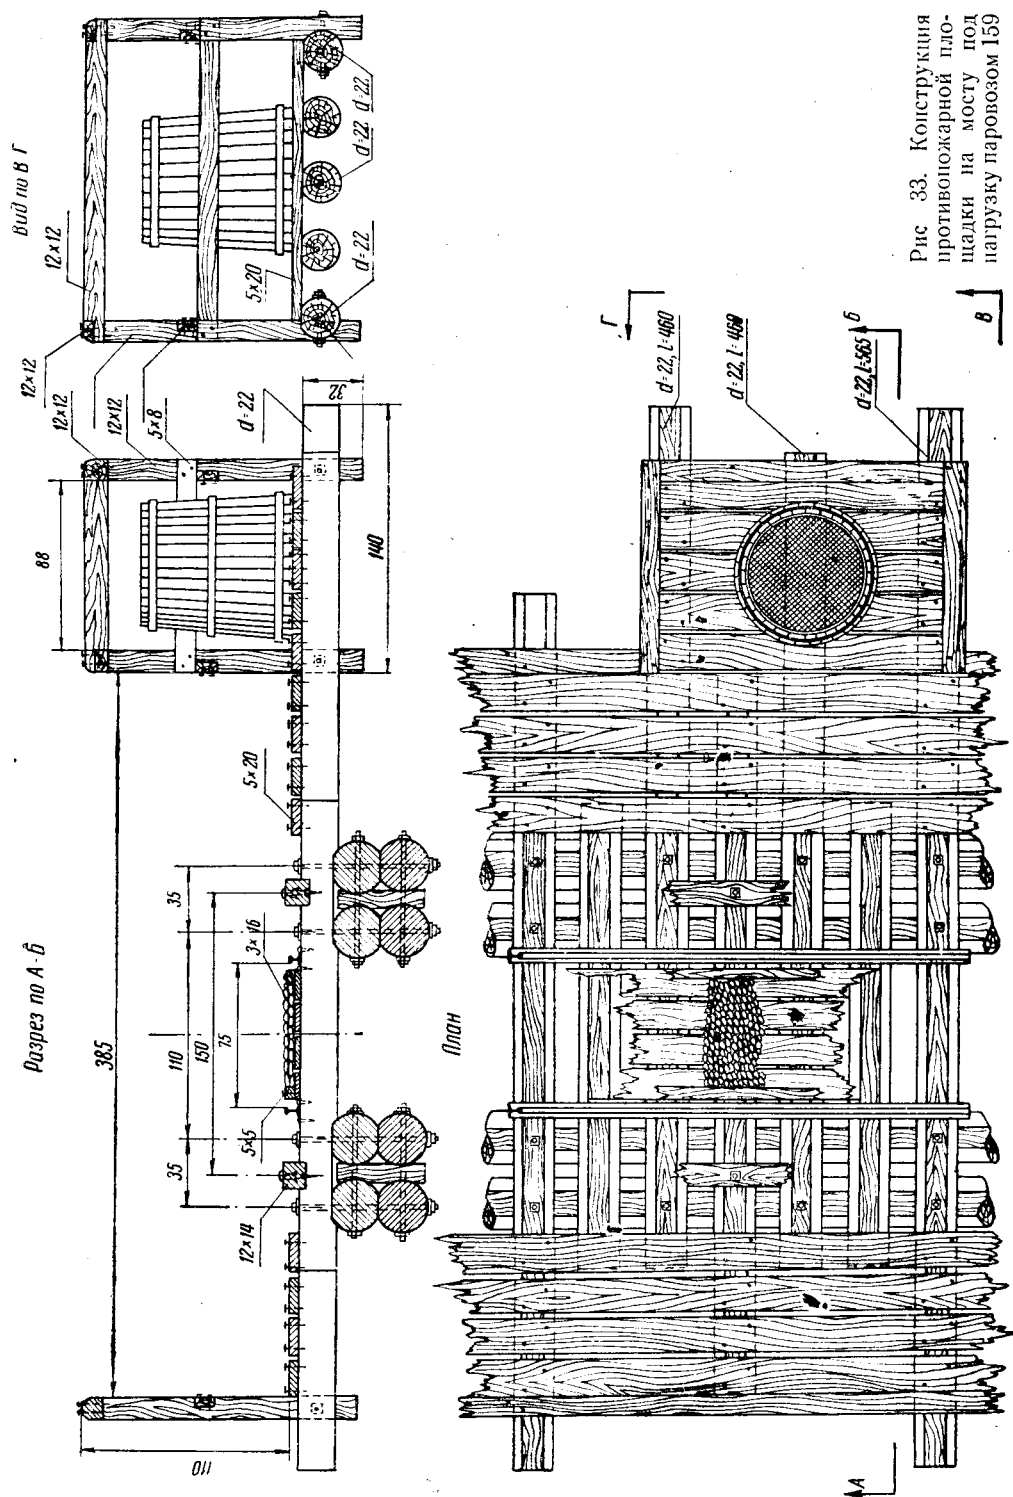 Разрез по А-Б
385
110
150
75
35
35
3×16
5×5
12×14
5×20
110
88
12×12
12×12
5×8
d=22
140
32
Вид по В Г
12×12
12×12
5×20
d=22
d=22
d=22
План
Г
d=22, l=460
d=22, l=460
Б
d=22, l=565
В
А
Рис 33. Конструкция
противопожарной пло-
щадки на мосту под
нагрузку паровозом 159